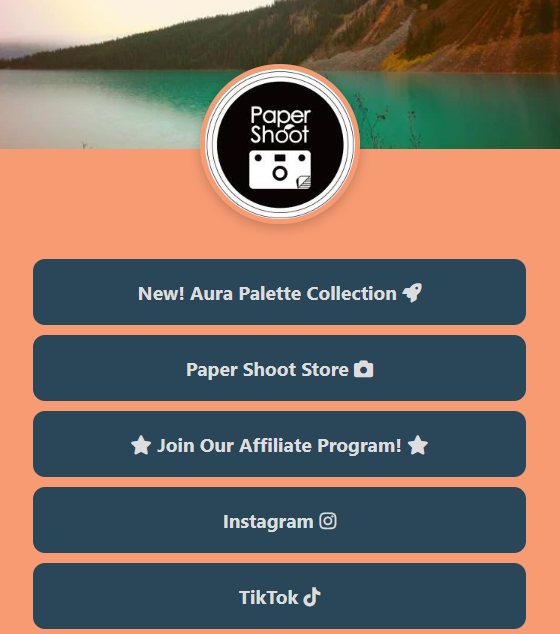 Paper
Shoot
New! Aura Palette Collection
Paper Shoot Store
Join Our Affiliate Program!
Instagram
TikTok